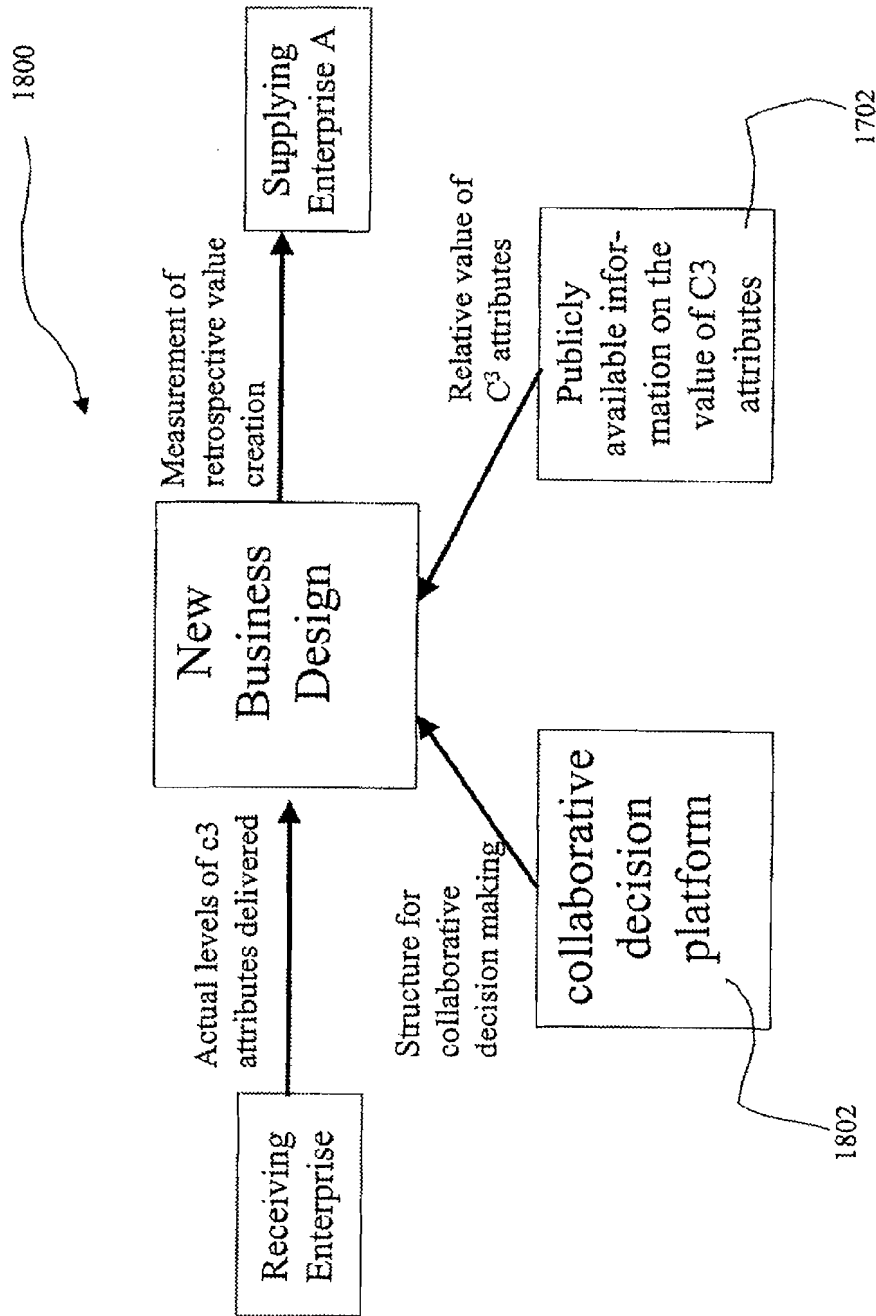 1800
Receiving
Enterprise
Actual levels of c3
attributes delivered
New
Business
Design
Measurement of
retrospective value
creation
Supplying
Enterprise A
Structure for
collaborative
decision making
Relative value of
C³ attributes
collaborative
decision
platform
Publicly
available infor-
mation on the
value of C3
attributes
1802
1702